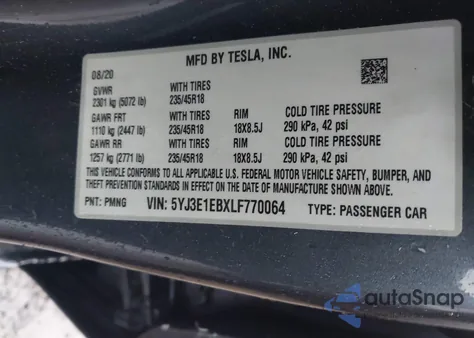 MFD BY TESLA, INC.
08/20
GVWR WITH TIRES
2301 kg (5072 lb) 235/45R18
GAWR FRT WITH TIRES RIM COLD TIRE PRESSURE
1110 kg (2447 lb) 235/45R18 18X8.5J 290 kPa, 42 psi
GAWR RR WITH TIRES RIM COLD TIRE PRESSURE
1257 kg (2771 lb) 235/45R18 18X8.5J 290 kPa, 42 psi
THIS VEHICLE CONFORMS TO ALL APPLICABLE U.S. FEDERAL MOTOR VEHICLE SAFETY, BUMPER, AND
THEFT PREVENTION STANDARDS IN EFFECT ON THE DATE OF MANUFACTURE SHOWN ABOVE.
PNT: PMNG VIN: 5YJ3E1EBXLF770064 TYPE: PASSENGER CAR
autoSnap